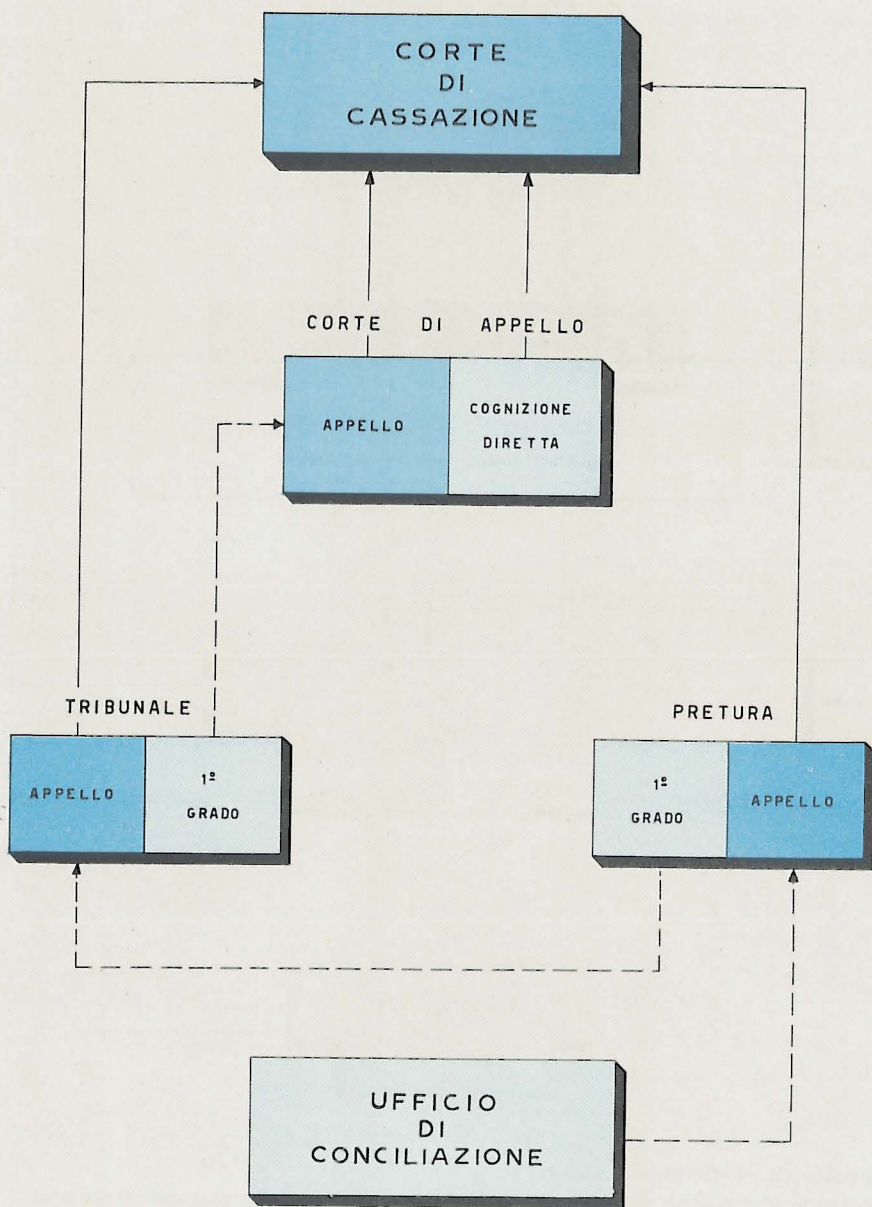 CORTE
DI
CASSAZIONE
CORTE DI APPELLO
APPELLO
COGNIZIONE
DIRETTA
TRIBUNALE
APPELLO
1º
GRADO
PRETURA
1º
GRADO
APPELLO
UFFICIO
DI
CONCILIAZIONE